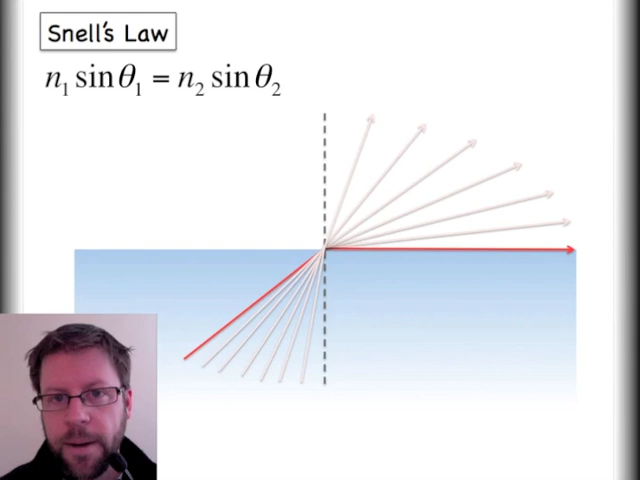 Snell's Law
n₁ sin θ₁ = n₂ sin θ₂